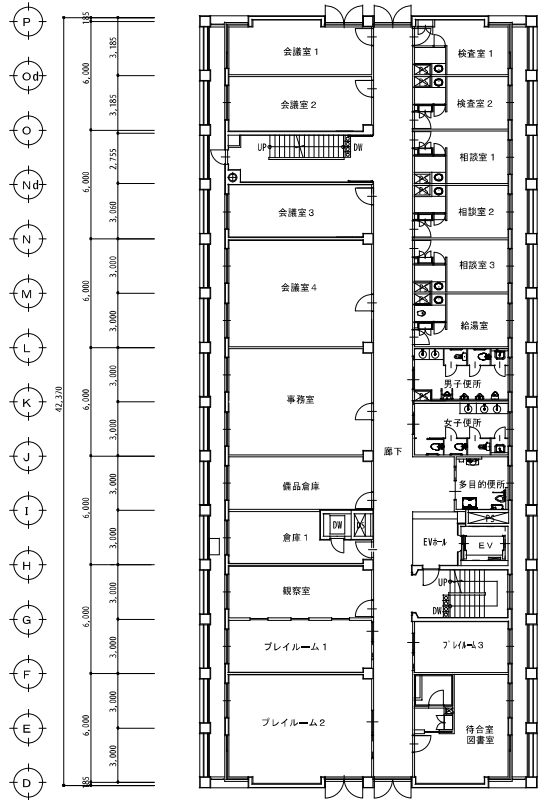 P
Od
O
Nd
N
M
L
K
J
I
H
G
F
E
D
42,370
185
6,000
6,000
6,000
6,000
6,000
6,000
6,000
185
3,185
3,185
2,755
3,060
3,000
3,000
3,000
3,000
3,000
3,000
3,000
3,000
3,000
3,000
会議室1
会議室2
UP
DW
会議室3
会議室4
事務室
備品倉庫
DW
倉庫1
観察室
プレイルーム1
プレイルーム2
廊下
検査室1
検査室2
相談室1
相談室2
相談室3
給湯室
男子便所
女子便所
多目的便所
PS
EVホール
EV
UP
DW
プレイルーム3
待合室
図書室